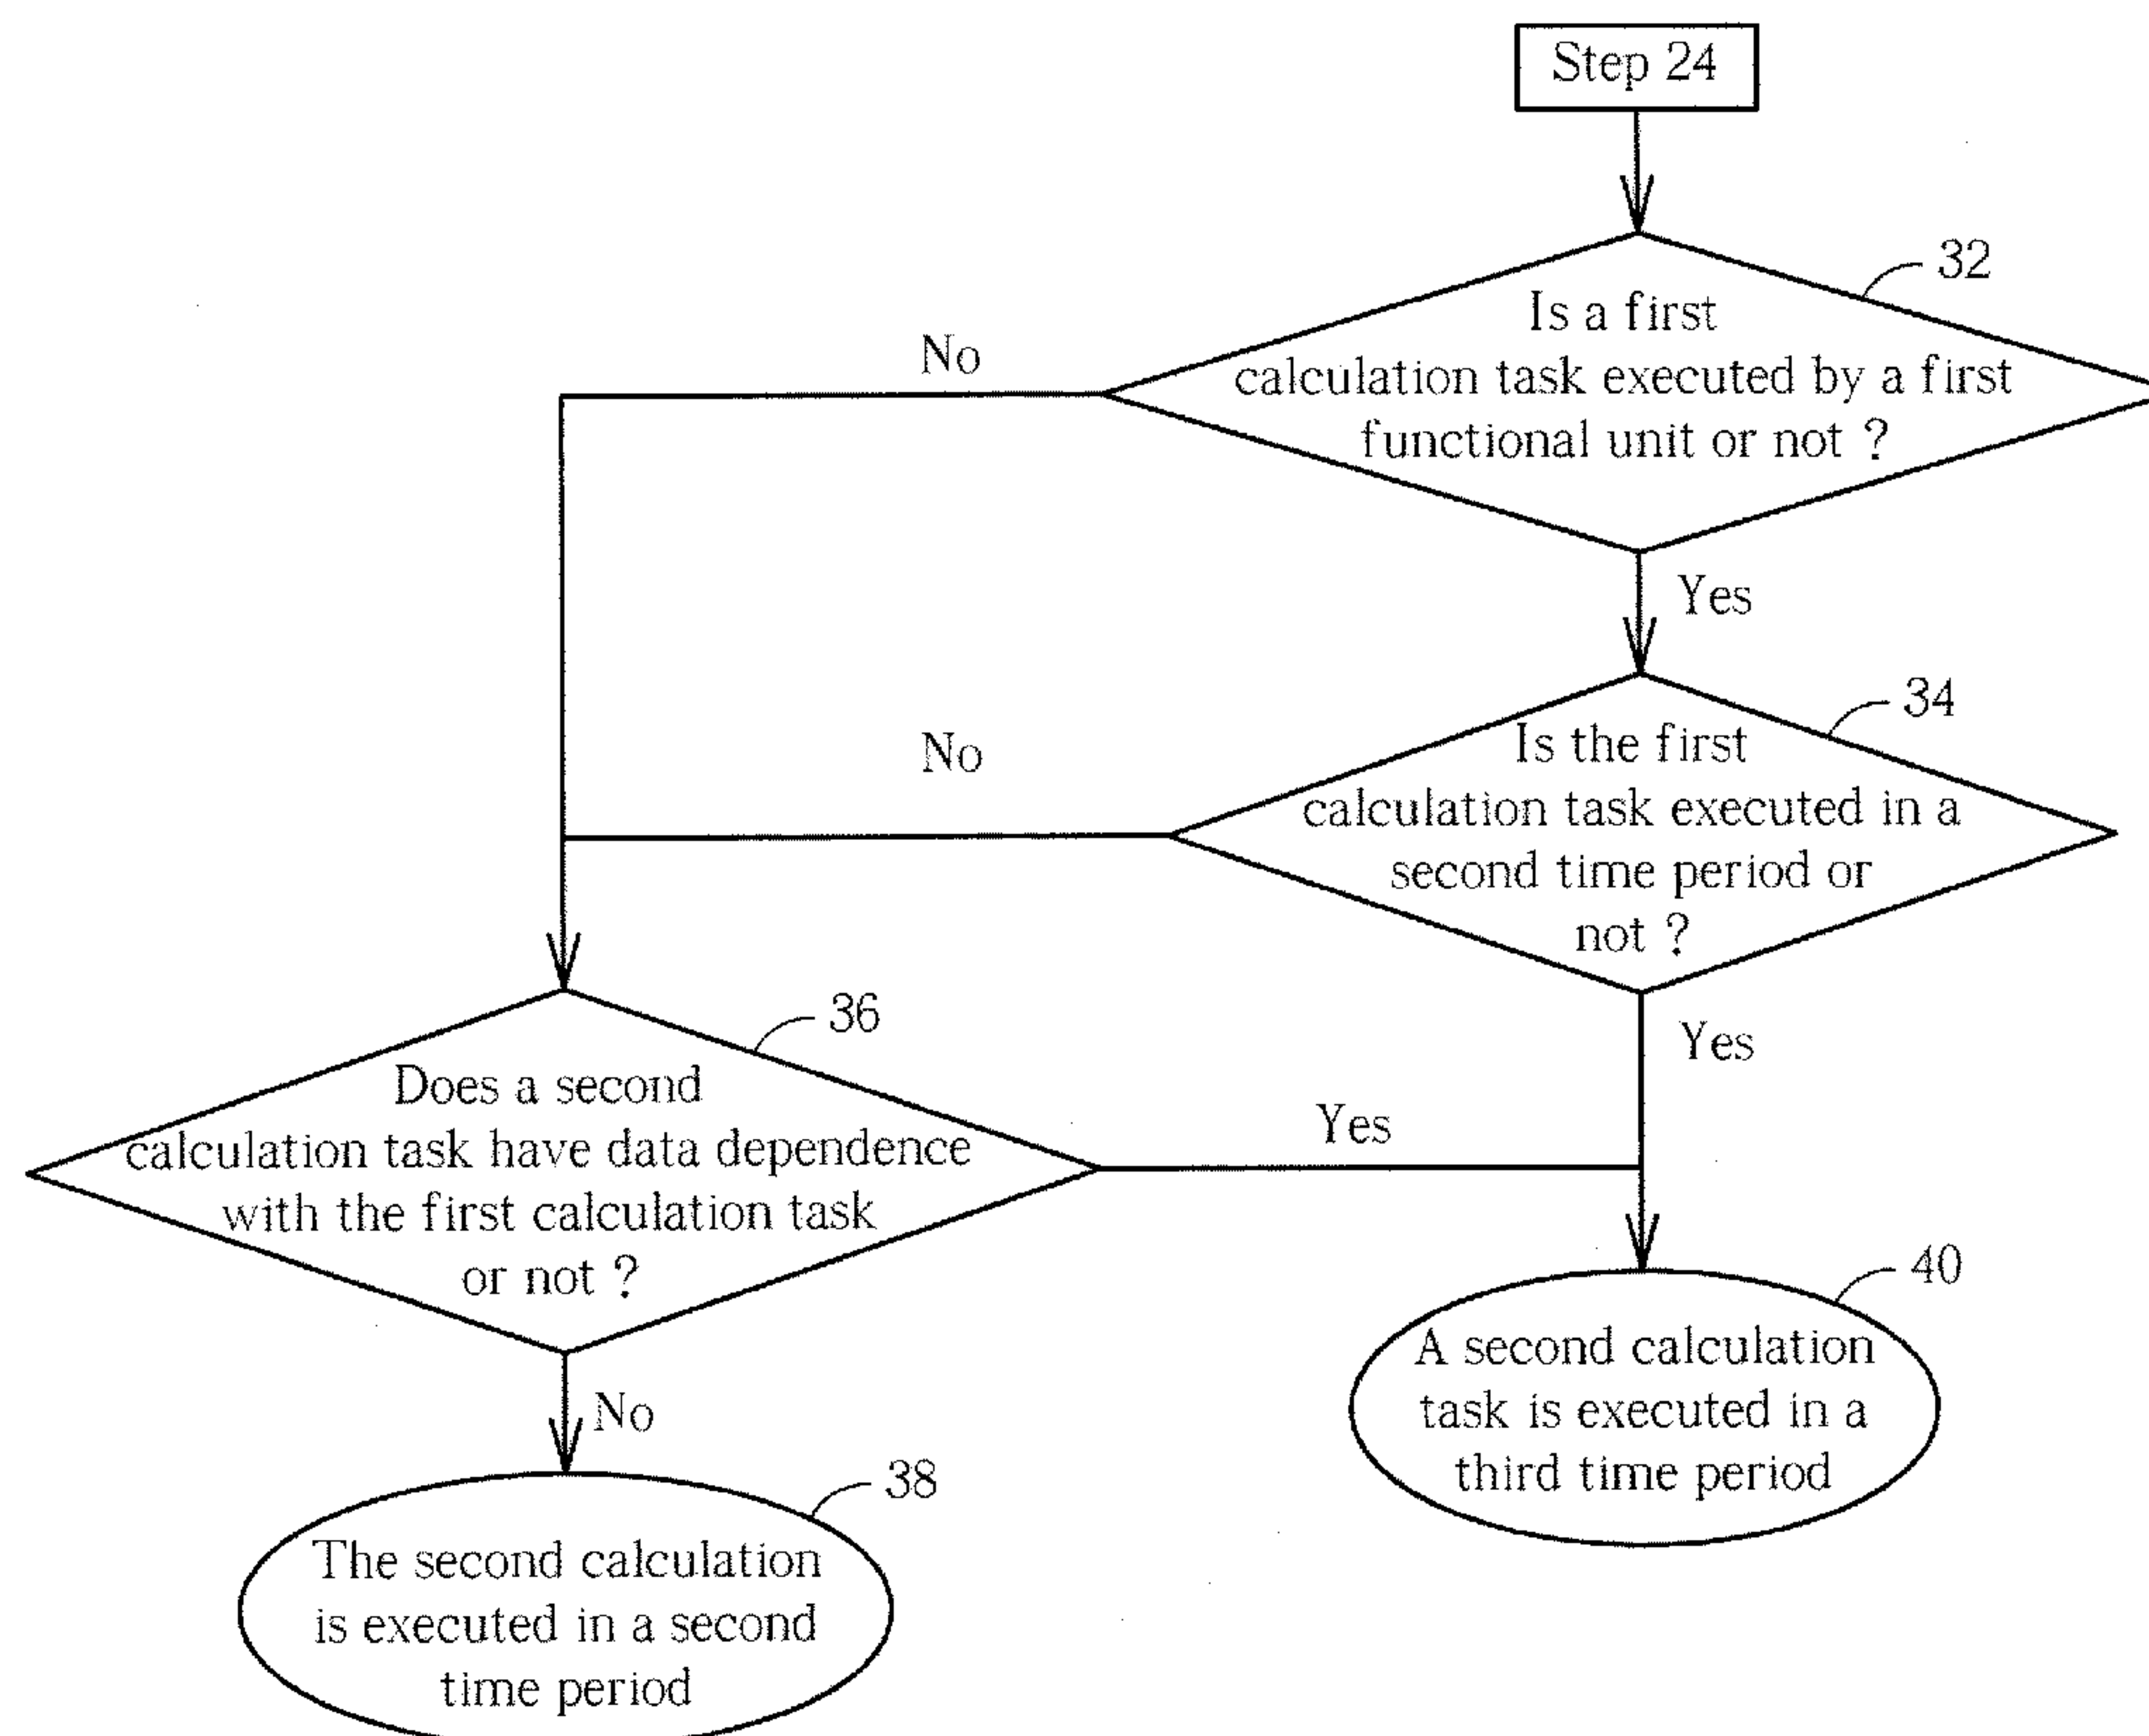 Step 24
32
Is a first
calculation task executed by a first
functional unit or not ?
No
Yes
34
Is the first
calculation task executed in a
second time period or
not ?
No
Yes
36
Does a second
calculation task have data dependence
with the first calculation task
or not ?
Yes
No
40
A second calculation
task is executed in a
third time period
38
The second calculation
is executed in a second
time period